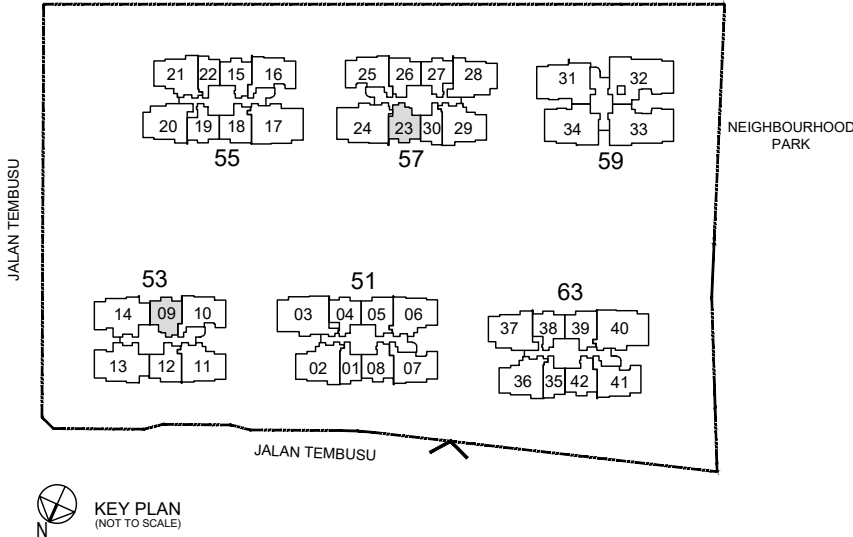 21 22 15 16
20 19 18 17
55
25 26 27 28
24 23 30 29
57
31 32
34 33
59
NEIGHBOURHOOD
PARK
JALAN TEMBUSU
53
14 09 10
13 12 11
51
03 04 05 06
02 01 08 07
63
37 38 39 40
36 35 42 41
JALAN TEMBUSU
N
KEY PLAN
(NOT TO SCALE)